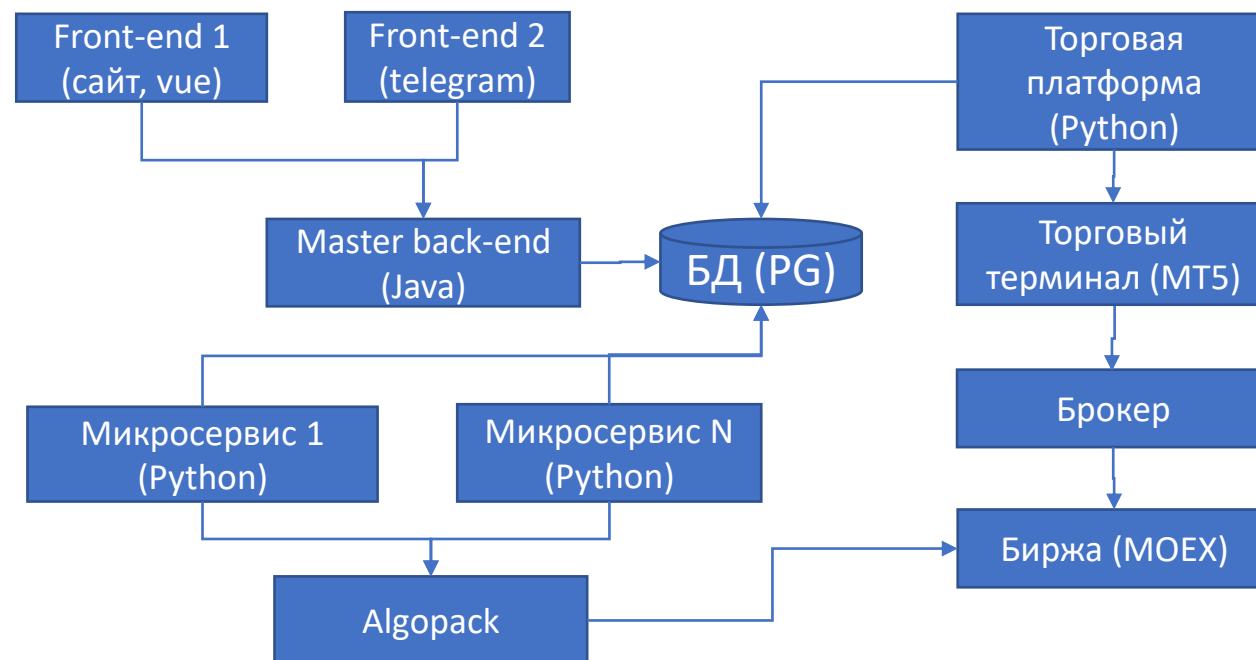 Front-end 1
(сайт, vue)
Front-end 2
(telegram)
Торговая
платформа
(Python)
Master back-end
(Java)
БД (PG)
Торговый
терминал (MT5)
Микросервис 1
(Python)
Микросервис N
(Python)
Брокер
Algopack
Биржа (MOEX)